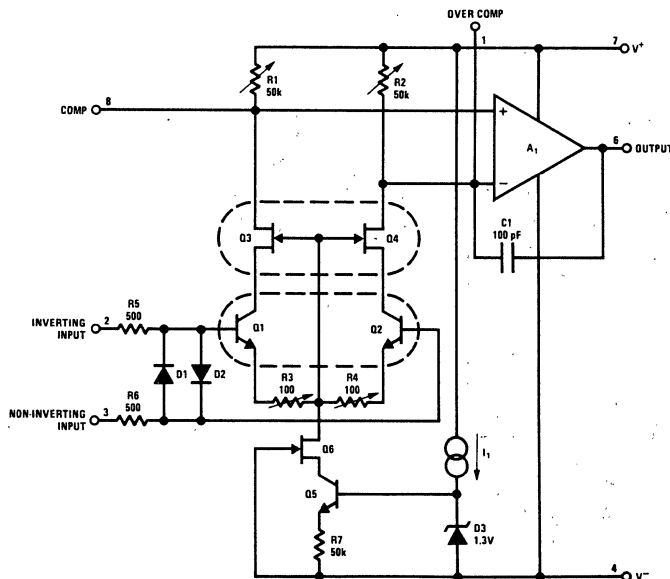 OVER COMP
1
7
V+
R1
50k
R2
50k
8
COMP
+
A1
6
OUTPUT
−
C1
100 pF
Q3
Q4
R5
500
2
INVERTING
INPUT
Q1
Q2
D1
D2
R3
100
R4
100
R6
500
3
NON-INVERTING
INPUT
Q6
I1
Q5
D3
1.3V
R7
50k
4
V−